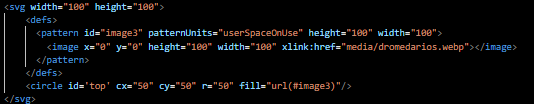 <svg width="100" height="100">
<defs>
<pattern id="image3" patternUnits="userSpaceOnUse" height="100" width="100">
<image x="0" y="0" height="100" width="100" xlink:href="media/dromedarios.webp"></image>
</pattern>
</defs>
<circle id='top' cx="50" cy="50" r="50" fill="url(#image3)"/>
</svg>